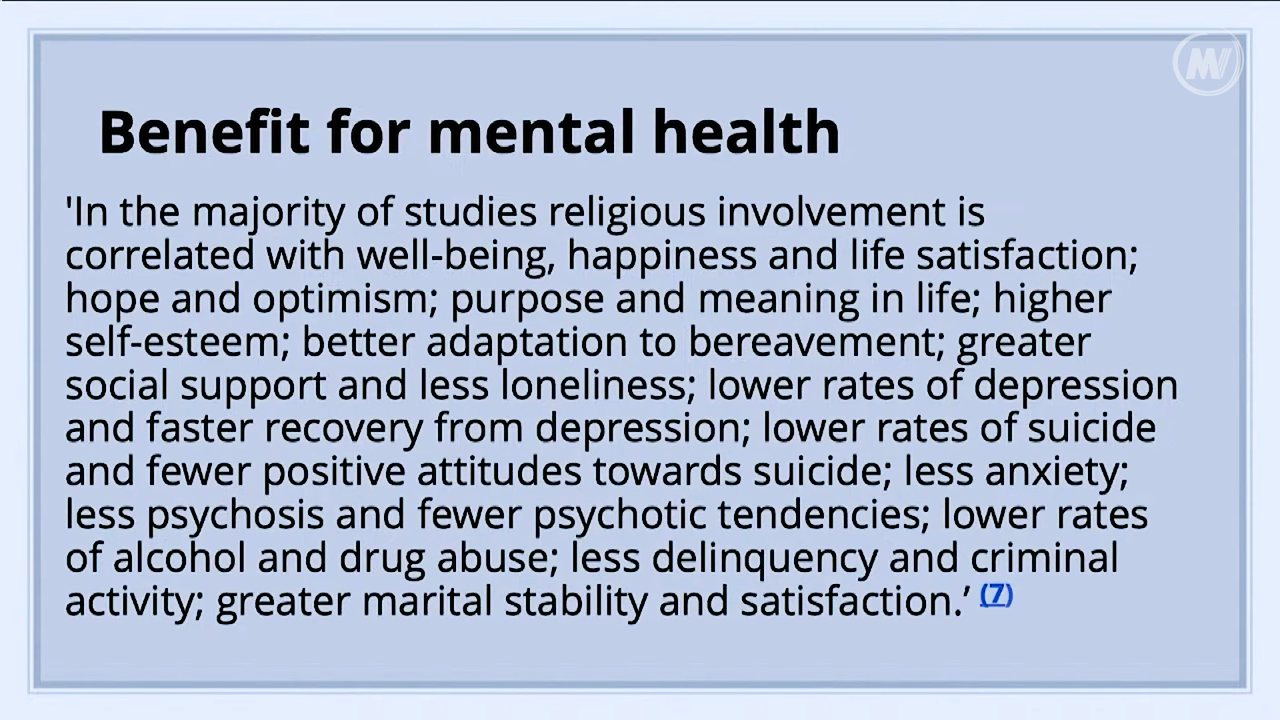 Benefit for mental health
'In the majority of studies religious involvement is
correlated with well-being, happiness and life satisfaction;
hope and optimism; purpose and meaning in life; higher
self-esteem; better adaptation to bereavement; greater
social support and less loneliness; lower rates of depression
and faster recovery from depression; lower rates of suicide
and fewer positive attitudes towards suicide; less anxiety;
less psychosis and fewer psychotic tendencies; lower rates
of alcohol and drug abuse; less delinquency and criminal
activity; greater marital stability and satisfaction.’ (7)